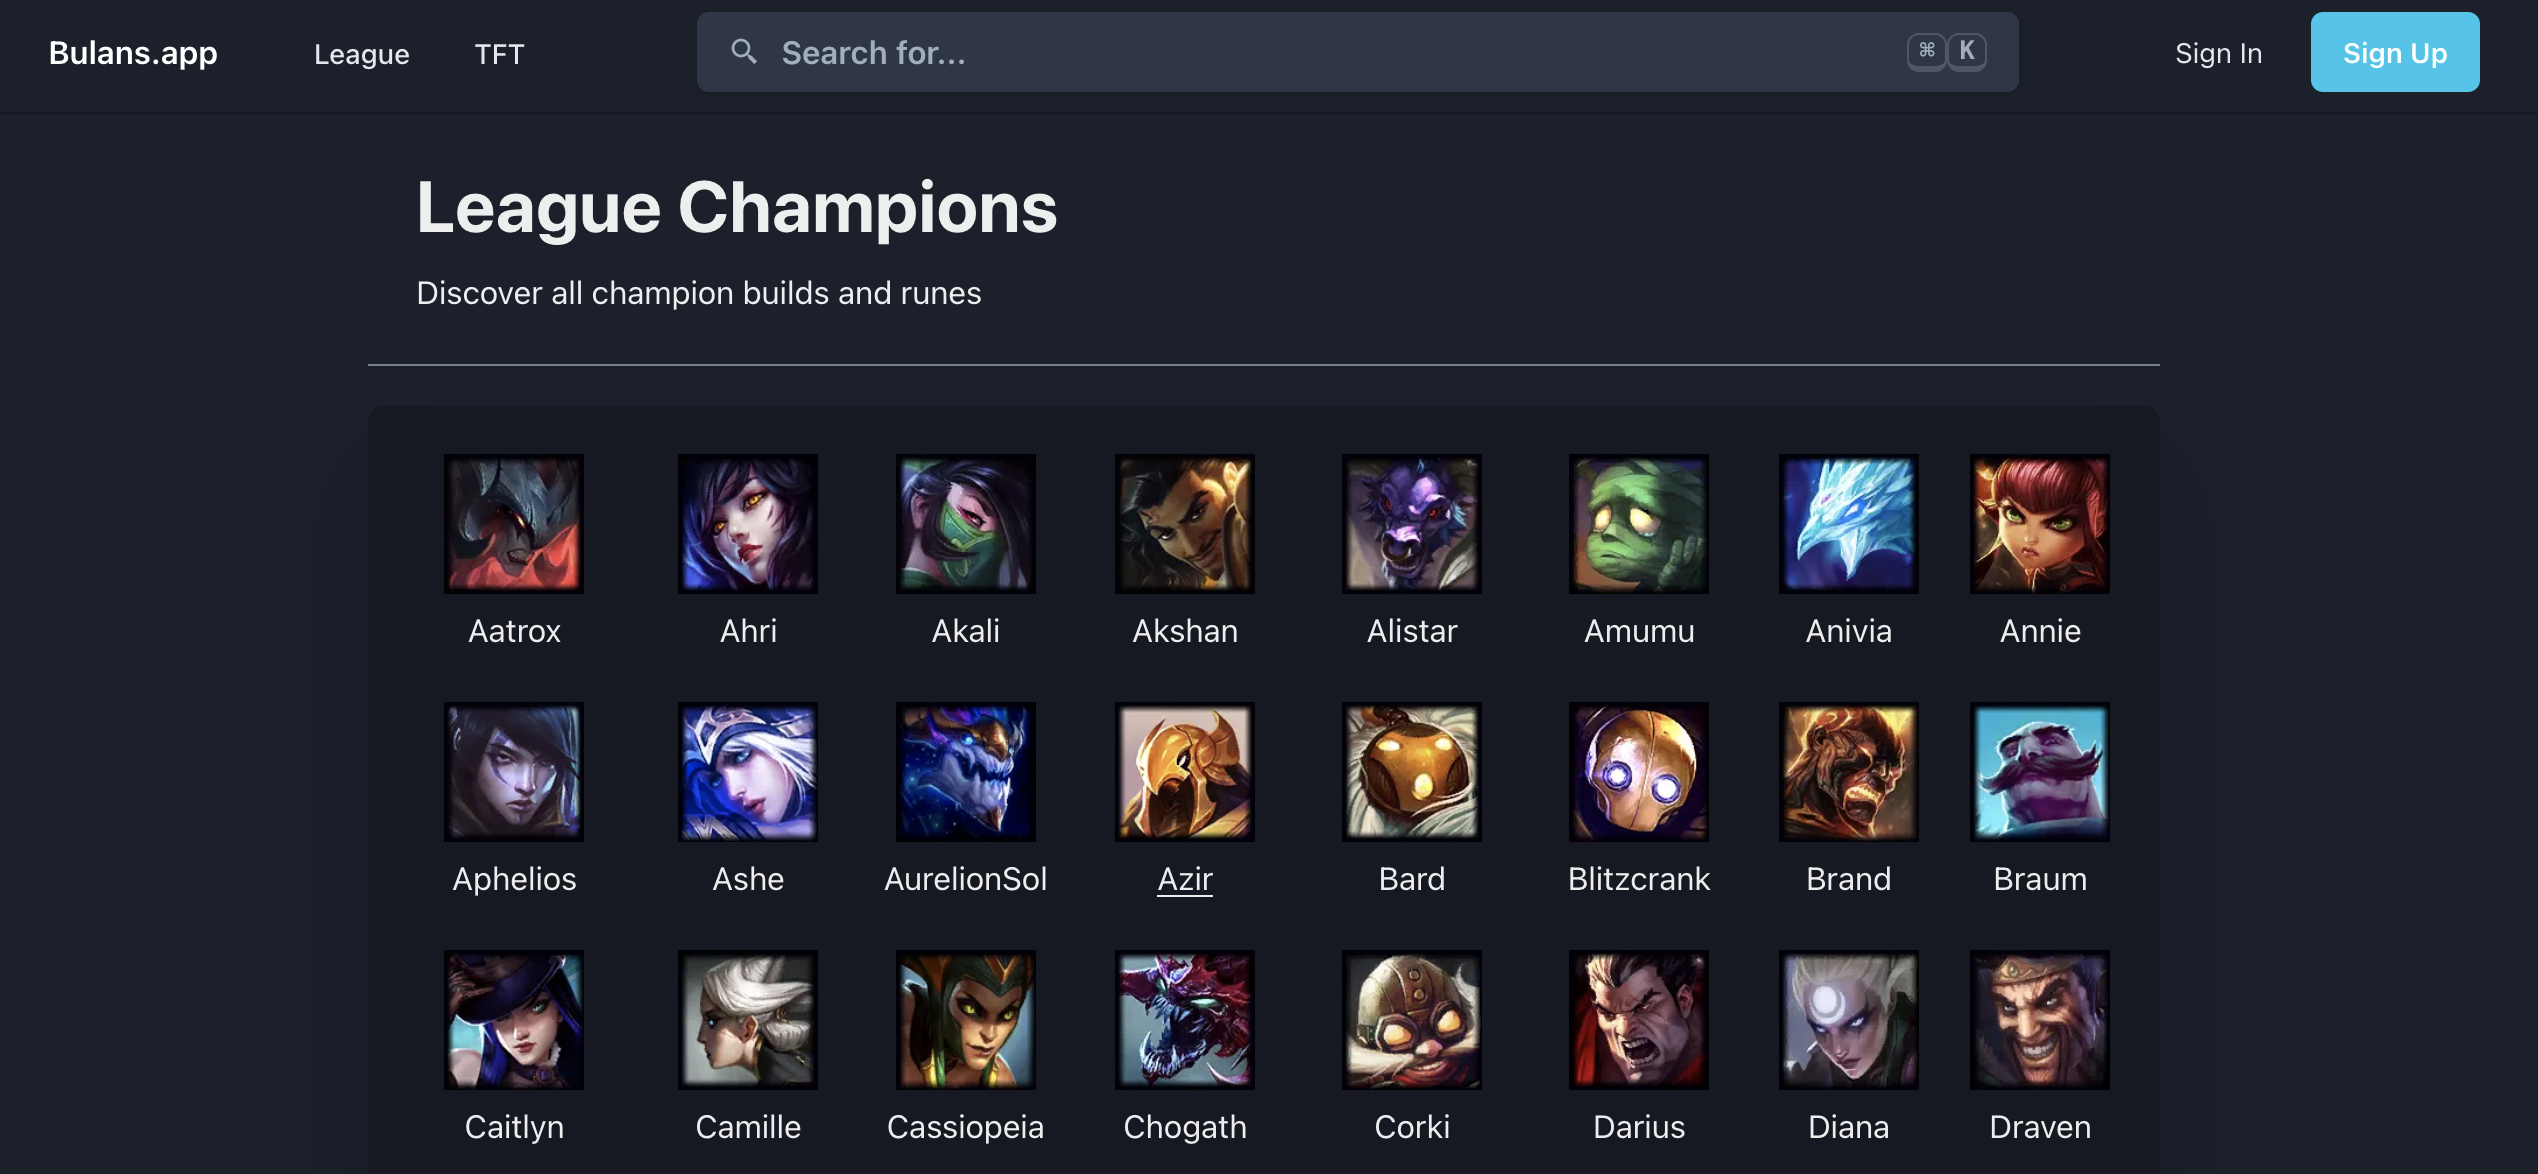 Bulans.app League TFT Search for... ⌘ K Sign In Sign Up
League Champions
Discover all champion builds and runes
Aatrox Ahri Akali Akshan Alistar Amumu Anivia Annie
Aphelios Ashe AurelionSol Azir Bard Blitzcrank Brand Braum
Caitlyn Camille Cassiopeia Chogath Corki Darius Diana Draven